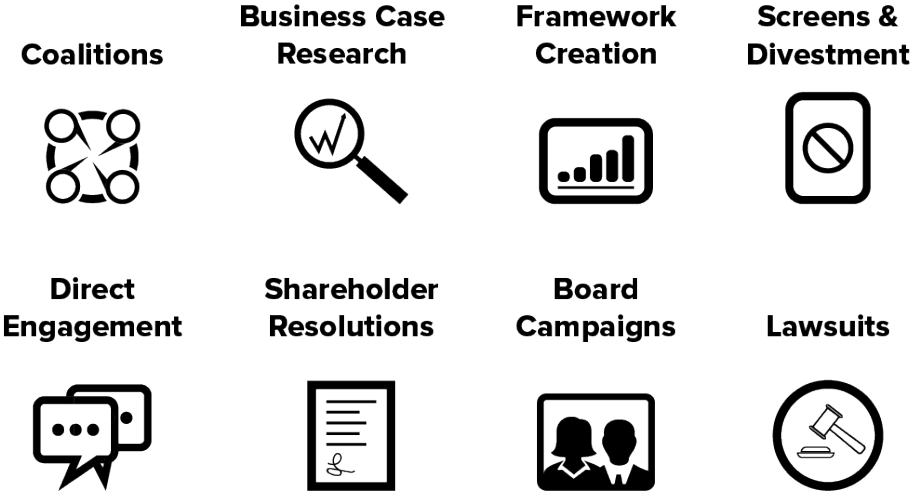 Coalitions
Business Case
Research
Framework
Creation
Screens &
Divestment
Direct
Engagement
Shareholder
Resolutions
Board
Campaigns
Lawsuits